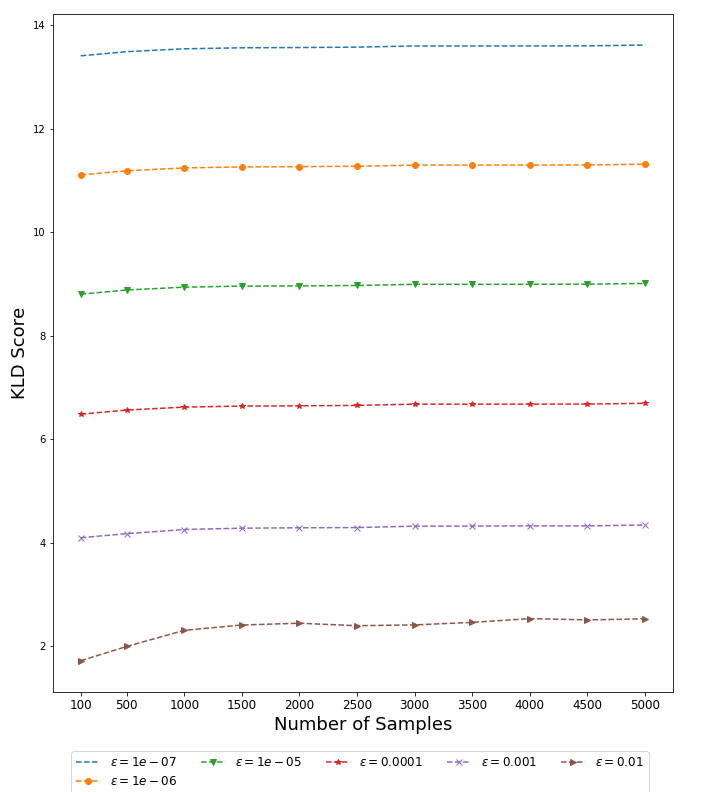 14
12
10
8
6
4
2
KLD Score
100 500 1000 1500 2000 2500 3000 3500 4000 4500 5000
Number of Samples
ε = 1e − 07 ε = 1e − 05 ε = 0.0001 ε = 0.001 ε = 0.01
ε = 1e − 06